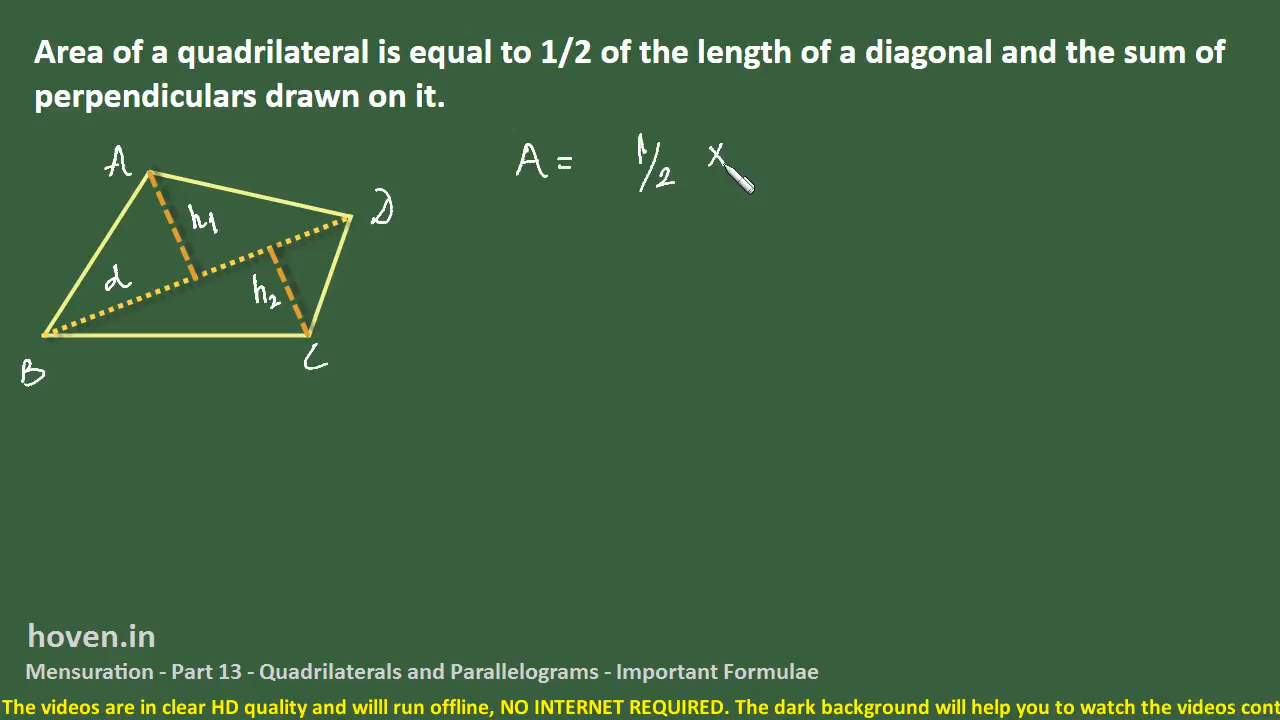 Area of a quadrilateral is equal to 1/2 of the length of a diagonal and the sum of
perpendiculars drawn on it.
A
A = 1/2 ×
D
h1
d
h2
B
C
hoven.in
Mensuration - Part 13 - Quadrilaterals and Parallelograms - Important Formulae
The videos are in clear HD quality and willl run offline, NO INTERNET REQUIRED. The dark background will help you to watch the videos cont